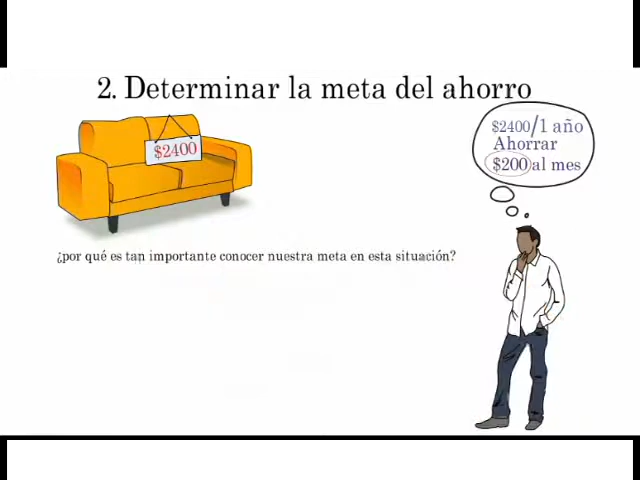 2. Determinar la meta del ahorro
$2400
$2400/1 año
Ahorrar
$200 al mes
¿por qué es tan importante conocer nuestra meta en esta situación?